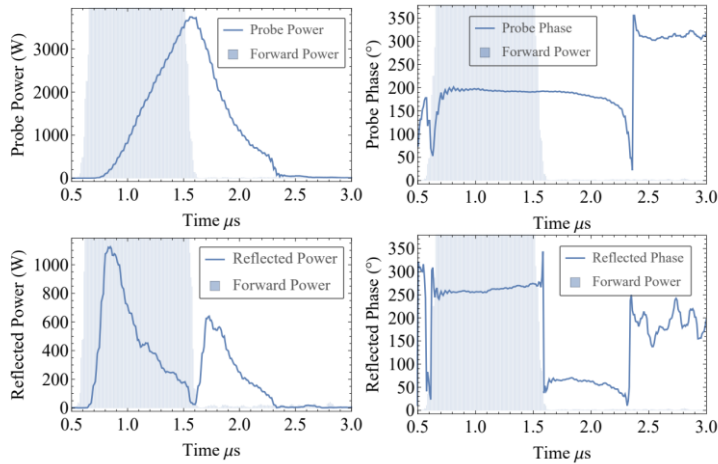 Probe Power (W)
3000
2000
1000
0
Probe Power
Forward Power
0.5 1.0 1.5 2.0 2.5 3.0
Time μs
Probe Phase (°)
350
300
250
200
150
100
50
0
Probe Phase
Forward Power
0.5 1.0 1.5 2.0 2.5 3.0
Time μs
Reflected Power (W)
1000
800
600
400
200
0
Reflected Power
Forward Power
0.5 1.0 1.5 2.0 2.5 3.0
Time μs
Reflected Phase (°)
350
300
250
200
150
100
50
0
Reflected Phase
Forward Power
0.5 1.0 1.5 2.0 2.5 3.0
Time μs